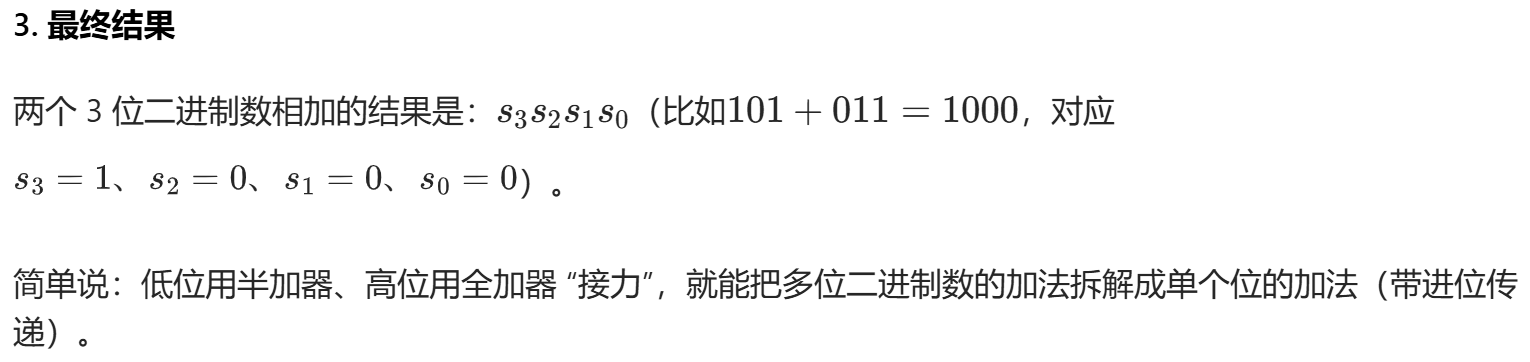 3. 最终结果
两个 3 位二进制数相加的结果是：s₃s₂s₁s₀（比如101 + 011 = 1000，对应
s₃ = 1、s₂ = 0、s₁ = 0、s₀ = 0）。
简单说：低位用半加器、高位用全加器 “接力”，就能把多位二进制数的加法拆解成单个位的加法（带进位传
递）。